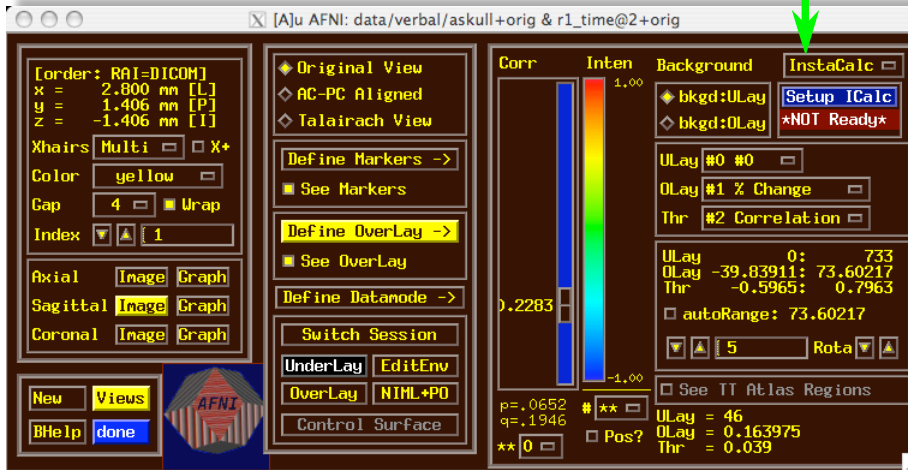 [A]u AFNI: data/verbal/askull+orig & r1_time@2+orig
[order: RAI=DICOM]
x = 2.800 mm [L]
y = 1.406 mm [P]
z = -1.406 mm [I]
Xhairs Multi X+
Color yellow
Gap 4 Wrap
Index 1
Axial Image Graph
Sagittal Image Graph
Coronal Image Graph
New Views
BHelp done
AFNI
Original View
AC-PC Aligned
Talairach View
Define Markers ->
See Markers
Define OverLay ->
See OverLay
Define Datamode ->
Switch Session
UnderLay EditEnv
OverLay NIML+PO
Control Surface
Corr Inten
1.00
0.2283
-1.00
p=.0652
q=.1946
# **
** 0
Pos?
Background InstaCalc
bkgd:ULay Setup ICalc
bkgd:OLay *NOT Ready*
ULay #0 #0
OLay #1 % Change
Thr #2 Correlation
ULay 0: 733
OLay -39.83911: 73.60217
Thr -0.5965: 0.7963
autoRange: 73.60217
5 Rota
See TT Atlas Regions
ULay = 46
OLay = 0.163975
Thr = 0.039